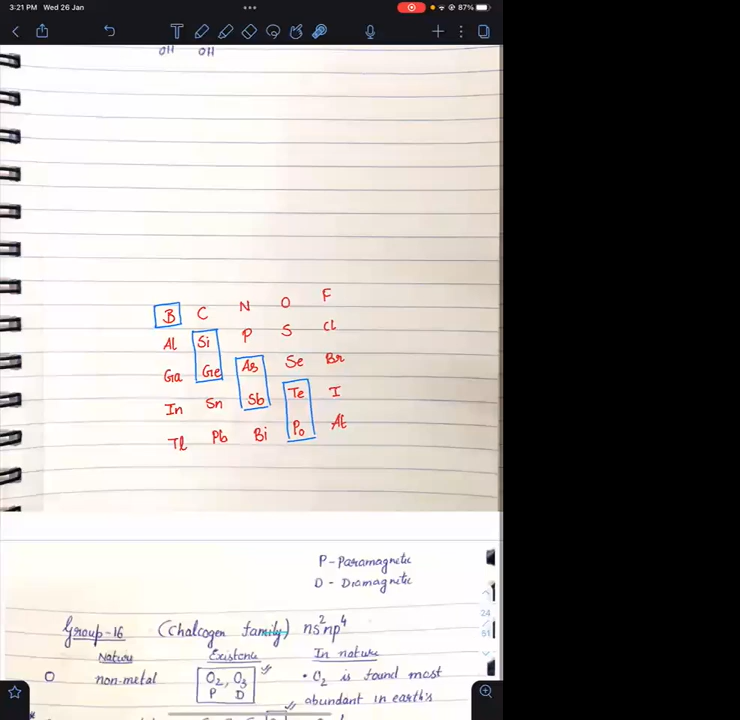 3:21 PM Wed 26 Jan
87%
OH OH
B C N O F
Al Si P S Cl
Ga Ge As Se Br
In Sn Sb Te I
Tl Pb Bi Po At
P - Paramagnetic
D - Diamagnetic
24
51
Group-16 (Chalcogen family) ns²np⁴
Nature Existence In nature
O non-metal O₂, O₃ • O₂ is found most
P D abundant in earth's